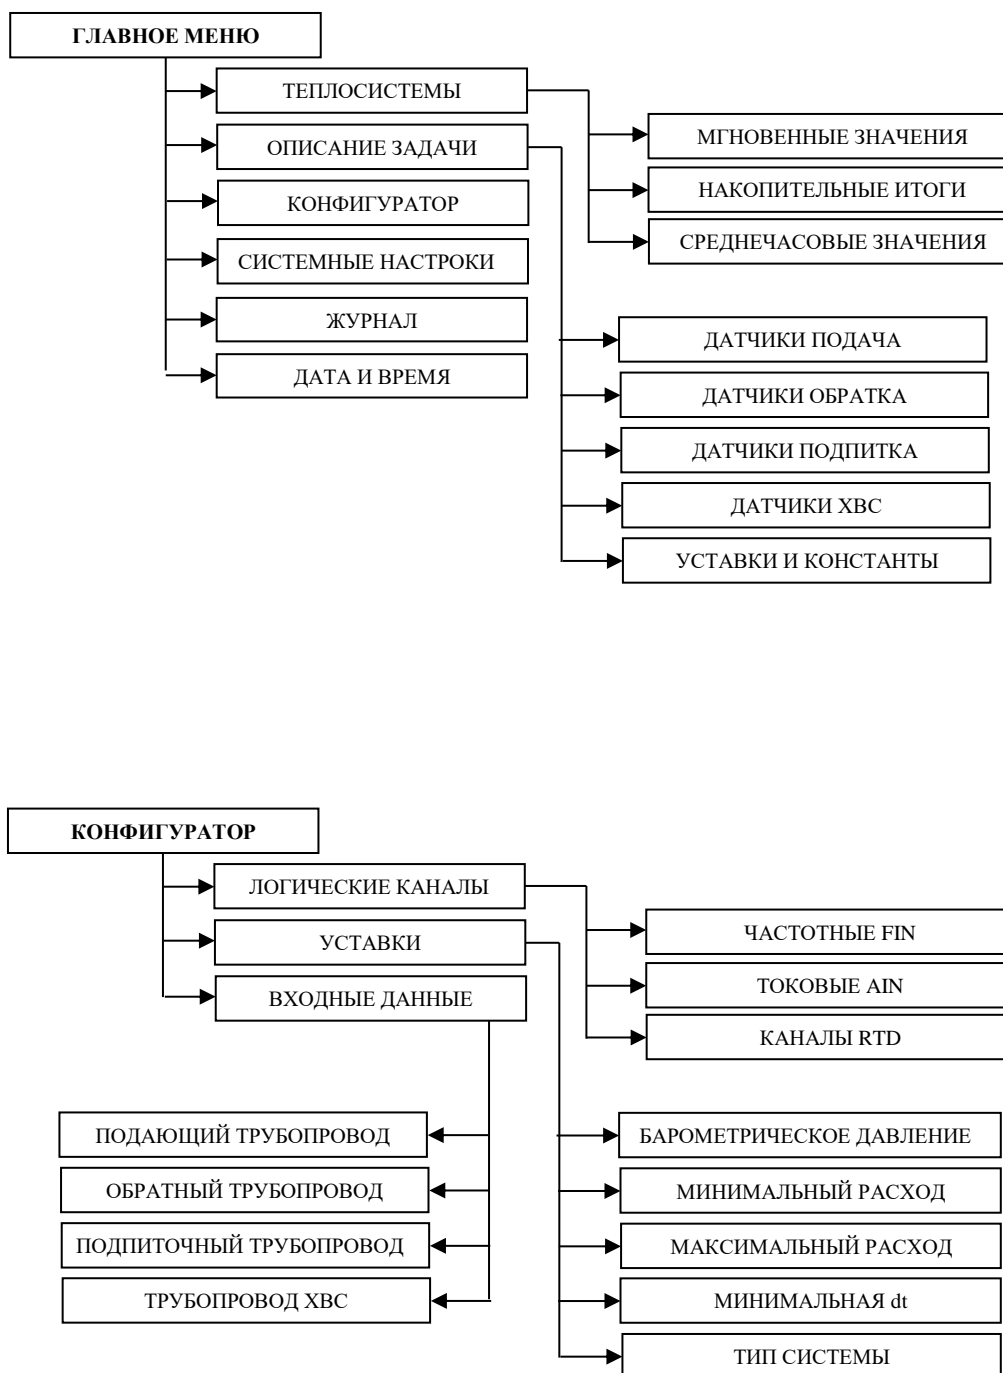 ГЛАВНОЕ МЕНЮ
ТЕПЛОСИСТЕМЫ
ОПИСАНИЕ ЗАДАЧИ
КОНФИГУРАТОР
СИСТЕМНЫЕ НАСТРОКИ
ЖУРНАЛ
ДАТА И ВРЕМЯ
МГНОВЕННЫЕ ЗНАЧЕНИЯ
НАКОПИТЕЛЬНЫЕ ИТОГИ
СРЕДНЕЧАСОВЫЕ ЗНАЧЕНИЯ
ДАТЧИКИ ПОДАЧА
ДАТЧИКИ ОБРАТКА
ДАТЧИКИ ПОДПИТКА
ДАТЧИКИ ХВС
УСТАВКИ И КОНСТАНТЫ
КОНФИГУРАТОР
ЛОГИЧЕСКИЕ КАНАЛЫ
УСТАВКИ
ВХОДНЫЕ ДАННЫЕ
ЧАСТОТНЫЕ FIN
ТОКОВЫЕ AIN
КАНАЛЫ RTD
ПОДАЮЩИЙ ТРУБОПРОВОД
ОБРАТНЫЙ ТРУБОПРОВОД
ПОДПИТОЧНЫЙ ТРУБОПРОВОД
ТРУБОПРОВОД ХВС
БАРОМЕТРИЧЕСКОЕ ДАВЛЕНИЕ
МИНИМАЛЬНЫЙ РАСХОД
МАКСИМАЛЬНЫЙ РАСХОД
МИНИМАЛЬНАЯ dt
ТИП СИСТЕМЫ